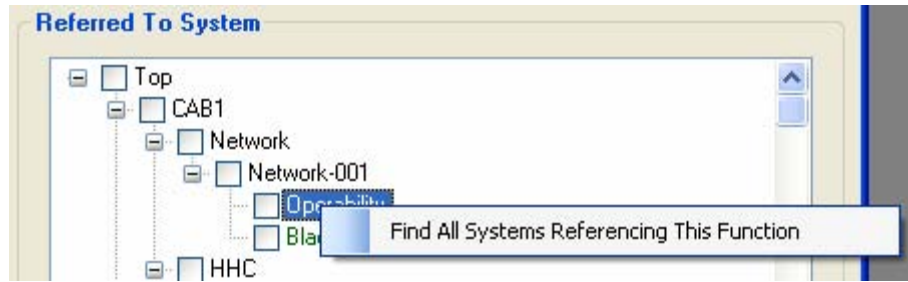 Referred To System
Top
CAB1
Network
Network-001
Operability
Find All Systems Referencing This Function
HHC